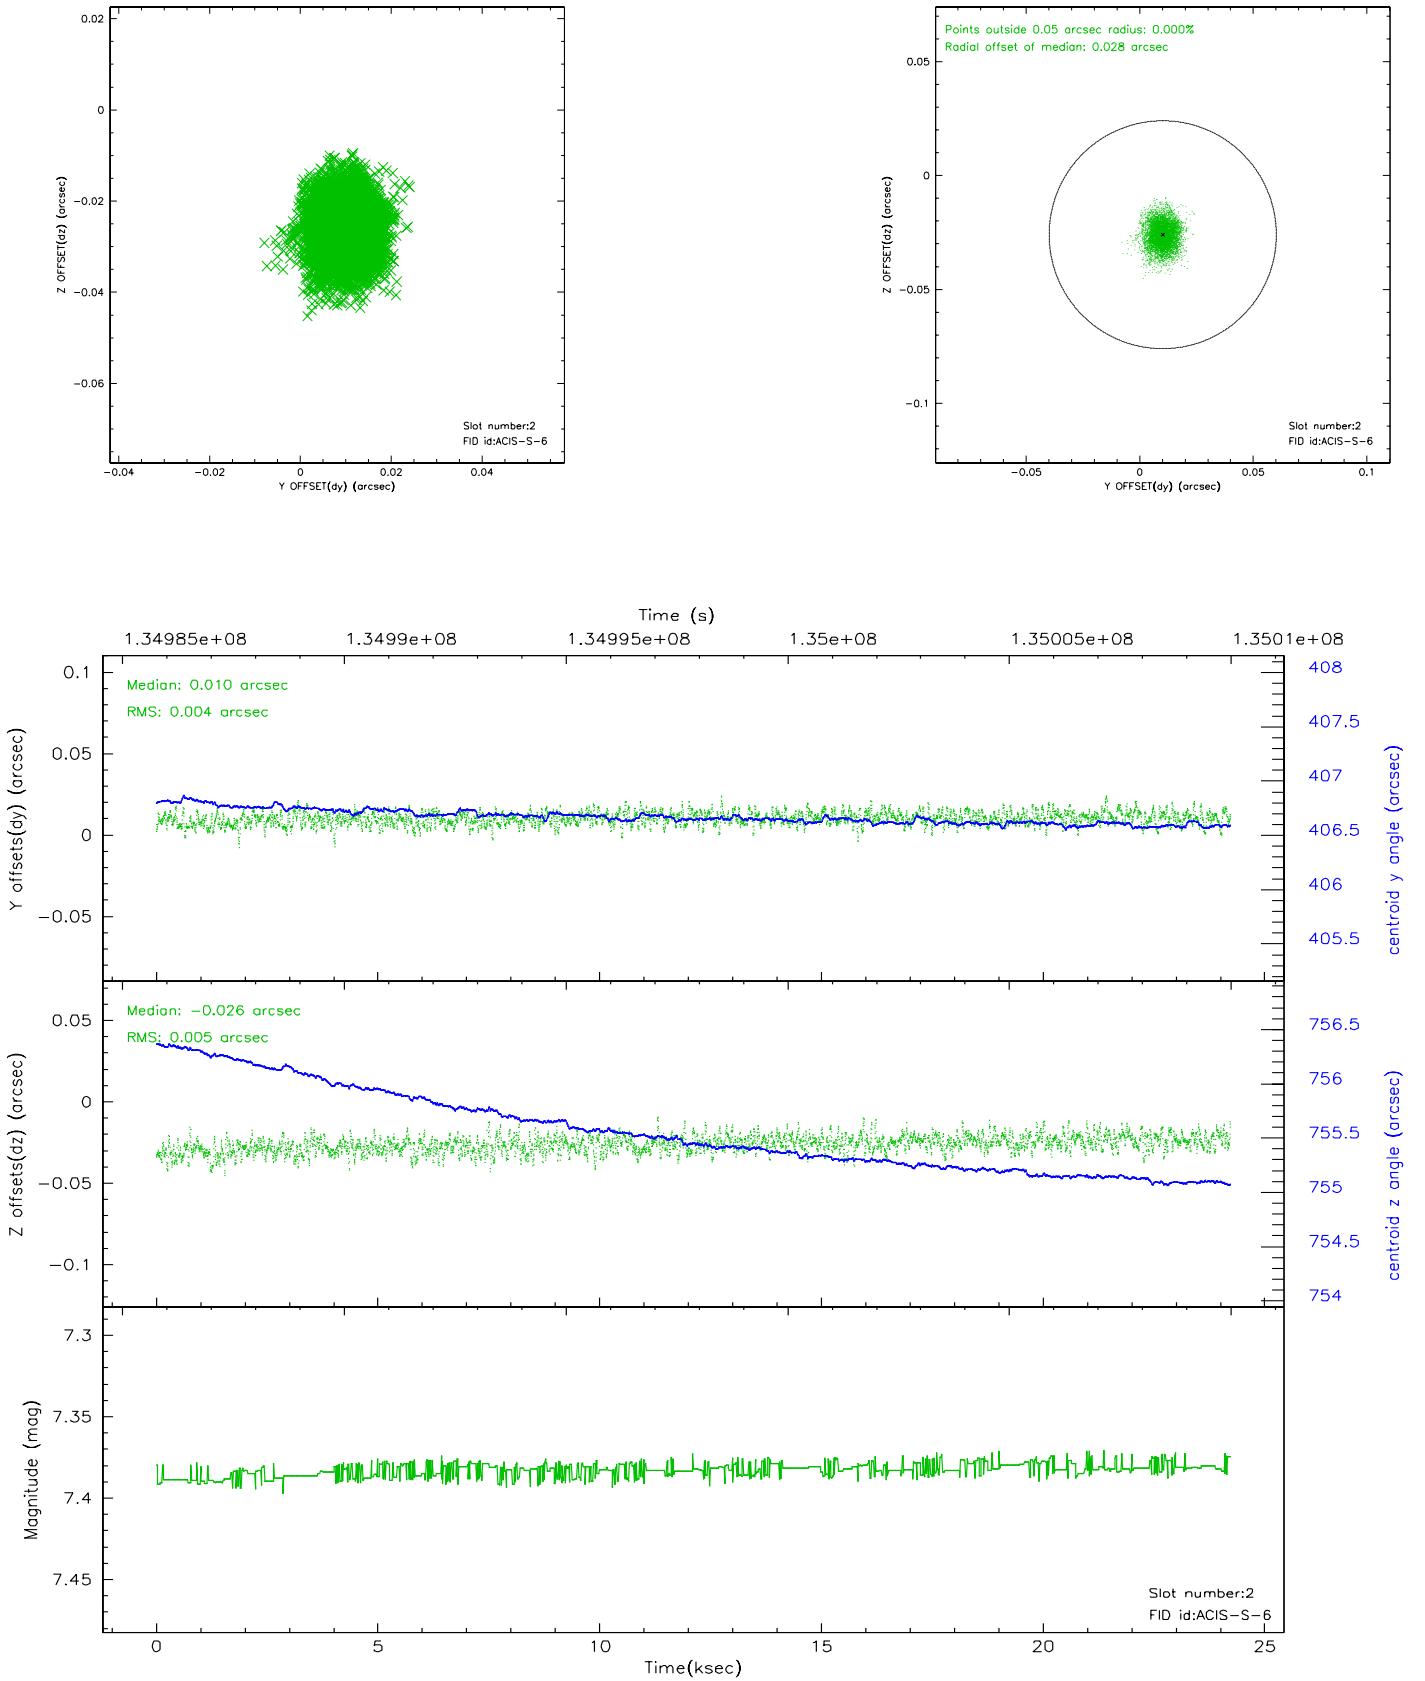 0.02
0
−0.02
−0.04
−0.06
Z OFFSET(dz) (arcsec)
Slot number:2
FID id:ACIS−S−6
−0.04 −0.02 0 0.02 0.04
Y OFFSET(dy) (arcsec)
Points outside 0.05 arcsec radius: 0.000%
Radial offset of median: 0.028 arcsec
0.05
0
−0.05
−0.1
Z OFFSET(dz) (arcsec)
Slot number:2
FID id:ACIS−S−6
−0.05 0 0.05 0.1
Y OFFSET(dy) (arcsec)
Time (s)
1.34985e+08 1.3499e+08 1.34995e+08 1.35e+08 1.35005e+08 1.3501e+08
0.1
0.05
0
−0.05
Y offsets(dy) (arcsec)
Median: 0.010 arcsec
RMS: 0.004 arcsec
408
407.5
407
406.5
406
405.5
centroid y angle (arcsec)
0.05
0
−0.05
−0.1
Z offsets(dz) (arcsec)
Median: −0.026 arcsec
RMS: 0.005 arcsec
756.5
756
755.5
755
754.5
754
centroid z angle (arcsec)
7.3
7.35
7.4
7.45
Magnitude (mag)
Slot number:2
FID id:ACIS−S−6
0 5 10 15 20 25
Time(ksec)